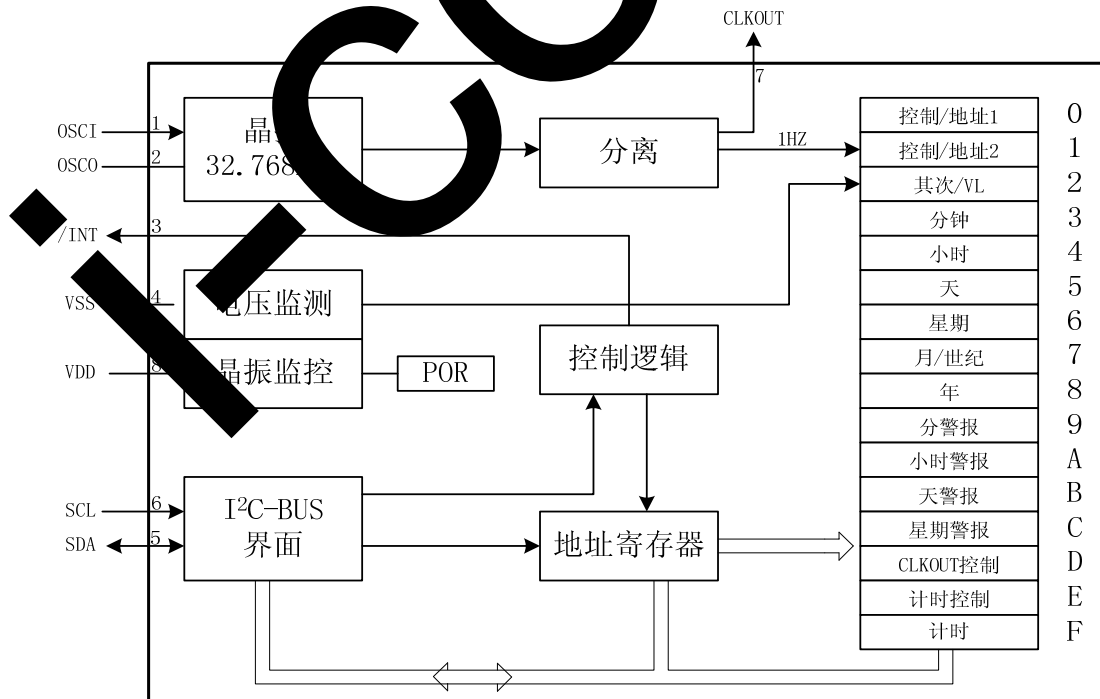 CLKOUT
7
OSCI
1
OSCO
2
晶
32.768
分离
1HZ
/INT
3
VSS
4
电压监测
VDD
8
晶振监控
POR
控制逻辑
SCL
6
SDA
5
I²C-BUS
界面
地址寄存器
控制/地址1 0
控制/地址2 1
其次/VL 2
分钟 3
小时 4
天 5
星期 6
月/世纪 7
年 8
分警报 9
小时警报 A
天警报 B
星期警报 C
CLKOUT控制 D
计时控制 E
计时 F